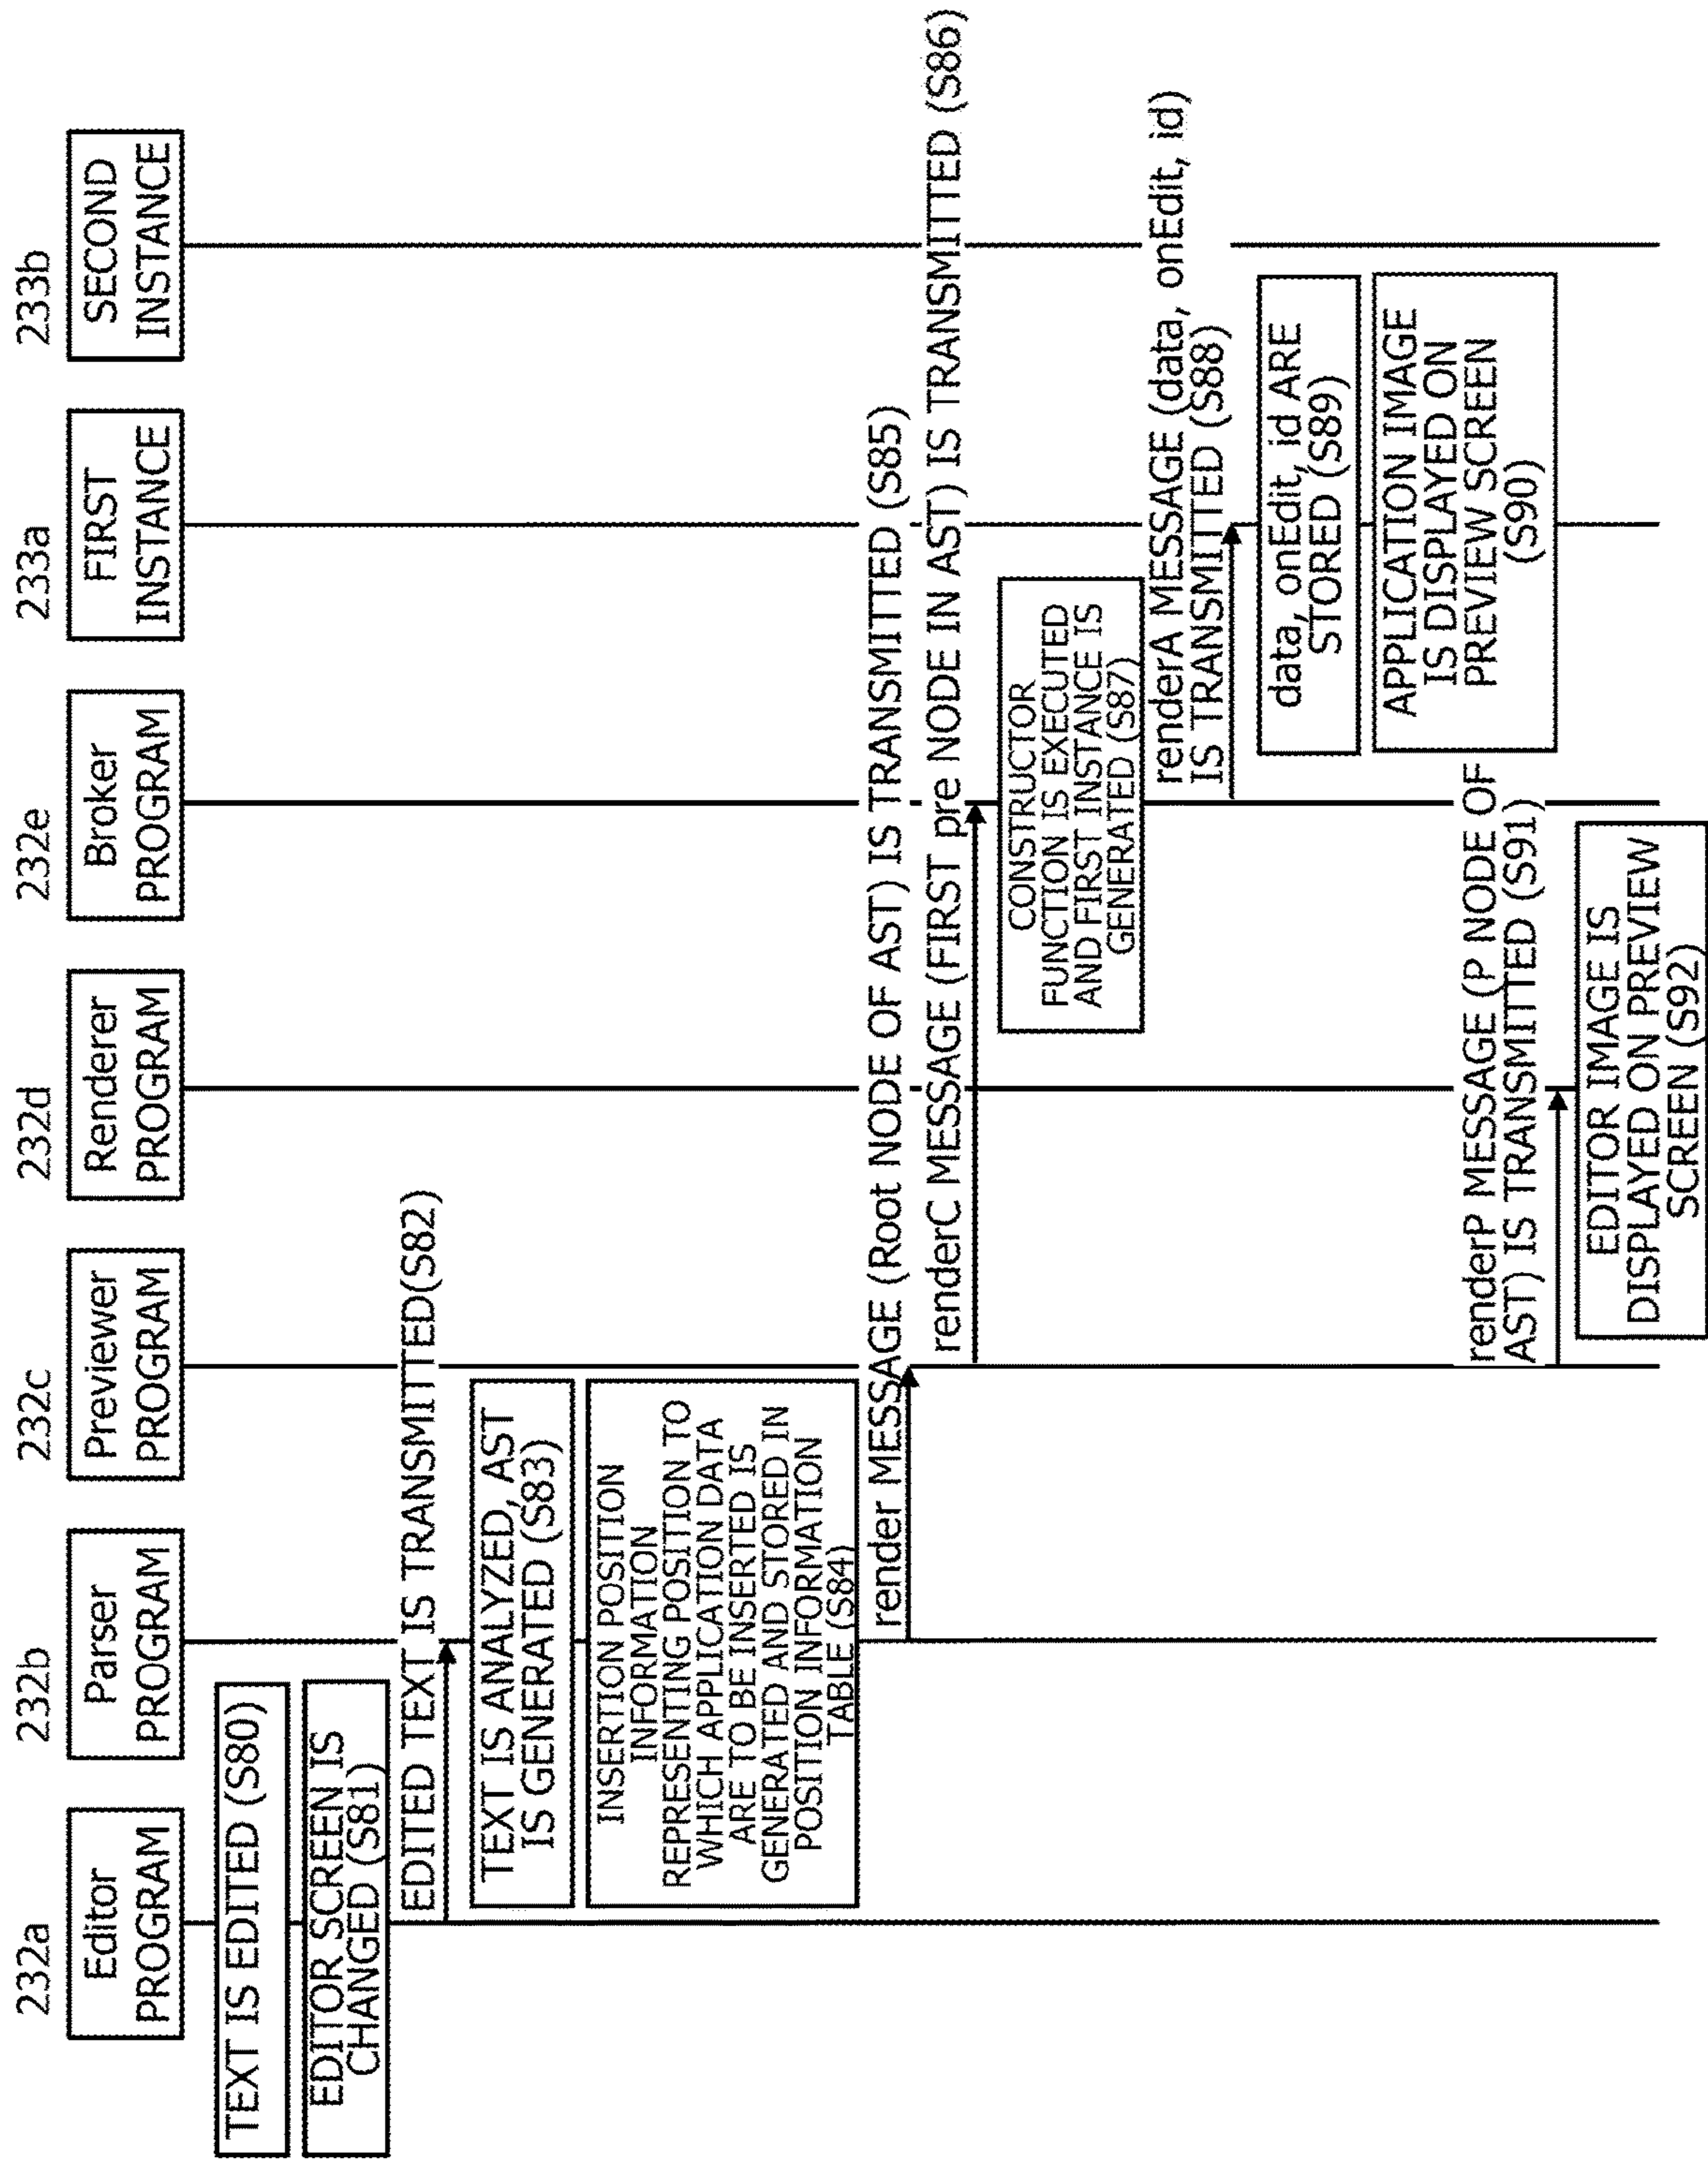 232a
Editor
PROGRAM
232b
Parser
PROGRAM
232c
Previewer
PROGRAM
232d
Renderer
PROGRAM
232e
Broker
PROGRAM
233a
FIRST
INSTANCE
233b
SECOND
INSTANCE
TEXT IS EDITED (S80)
EDITOR SCREEN IS
CHANGED (S81)
EDITED TEXT IS TRANSMITTED(S82)
TEXT IS ANALYZED, AST
IS GENERATED (S83)
INSERTION POSITION
INFORMATION
REPRESENTING POSITION TO
WHICH APPLICATION DATA
ARE TO BE INSERTED IS
GENERATED AND STORED IN
POSITION INFORMATION
TABLE (S84)
render MESSAGE (Root NODE OF AST) IS TRANSMITTED (S85)
renderC MESSAGE (FIRST pre NODE IN AST) IS TRANSMITTED (S86)
CONSTRUCTOR
FUNCTION IS EXECUTED
AND FIRST INSTANCE IS
GENERATED (S87)
renderA MESSAGE (data, onEdit, id)
IS TRANSMITTED (S88)
data, onEdit, id ARE
STORED (S89)
APPLICATION IMAGE
IS DISPLAYED ON
PREVIEW SCREEN
(S90)
renderP MESSAGE (P NODE OF
AST) IS TRANSMITTED (S91)
EDITOR IMAGE IS
DISPLAYED ON PREVIEW
SCREEN (S92)